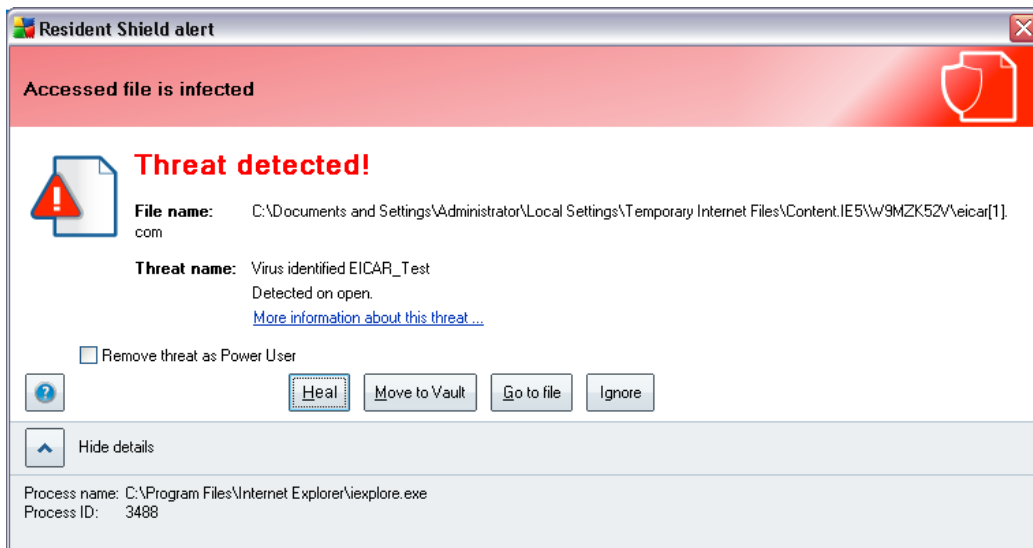 Resident Shield alert
Accessed file is infected
Threat detected!
File name: C:\Documents and Settings\Administrator\Local Settings\Temporary Internet Files\Content.IE5\W9MZK52V\eicar[1].
com
Threat name: Virus identified EICAR_Test
Detected on open.
More information about this threat ...
Remove threat as Power User
? Heal Move to Vault Go to file Ignore
Hide details
Process name: C:\Program Files\Internet Explorer\iexplore.exe
Process ID: 3488